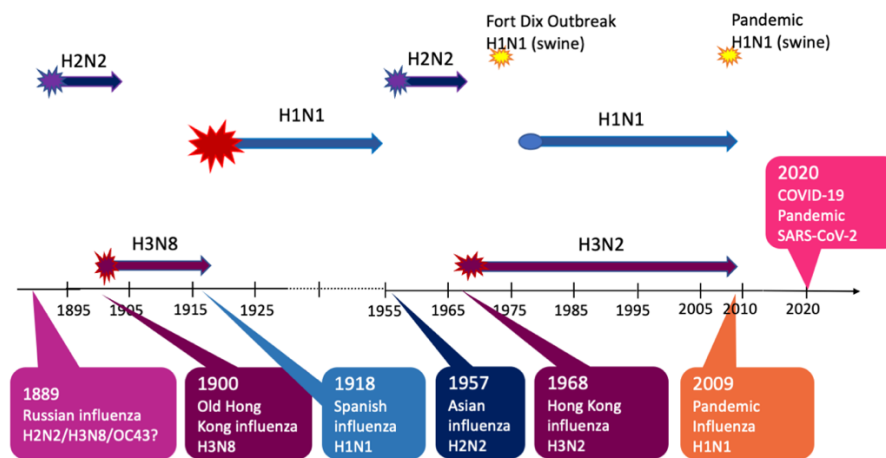 Fort Dix Outbreak
H1N1 (swine)
Pandemic
H1N1 (swine)
H2N2
H2N2
H1N1
H1N1
2020
COVID-19
Pandemic
SARS-CoV-2
H3N8
H3N2
1895
1905
1915
1925
1955
1965
1975
1985
1995
2005
2010
2020
1889
Russian influenza
H2N2/H3N8/OC43?
1900
Old Hong
Kong influenza
H3N8
1918
Spanish
influenza
H1N1
1957
Asian
influenza
H2N2
1968
Hong Kong
influenza
H3N2
2009
Pandemic
Influenza
H1N1